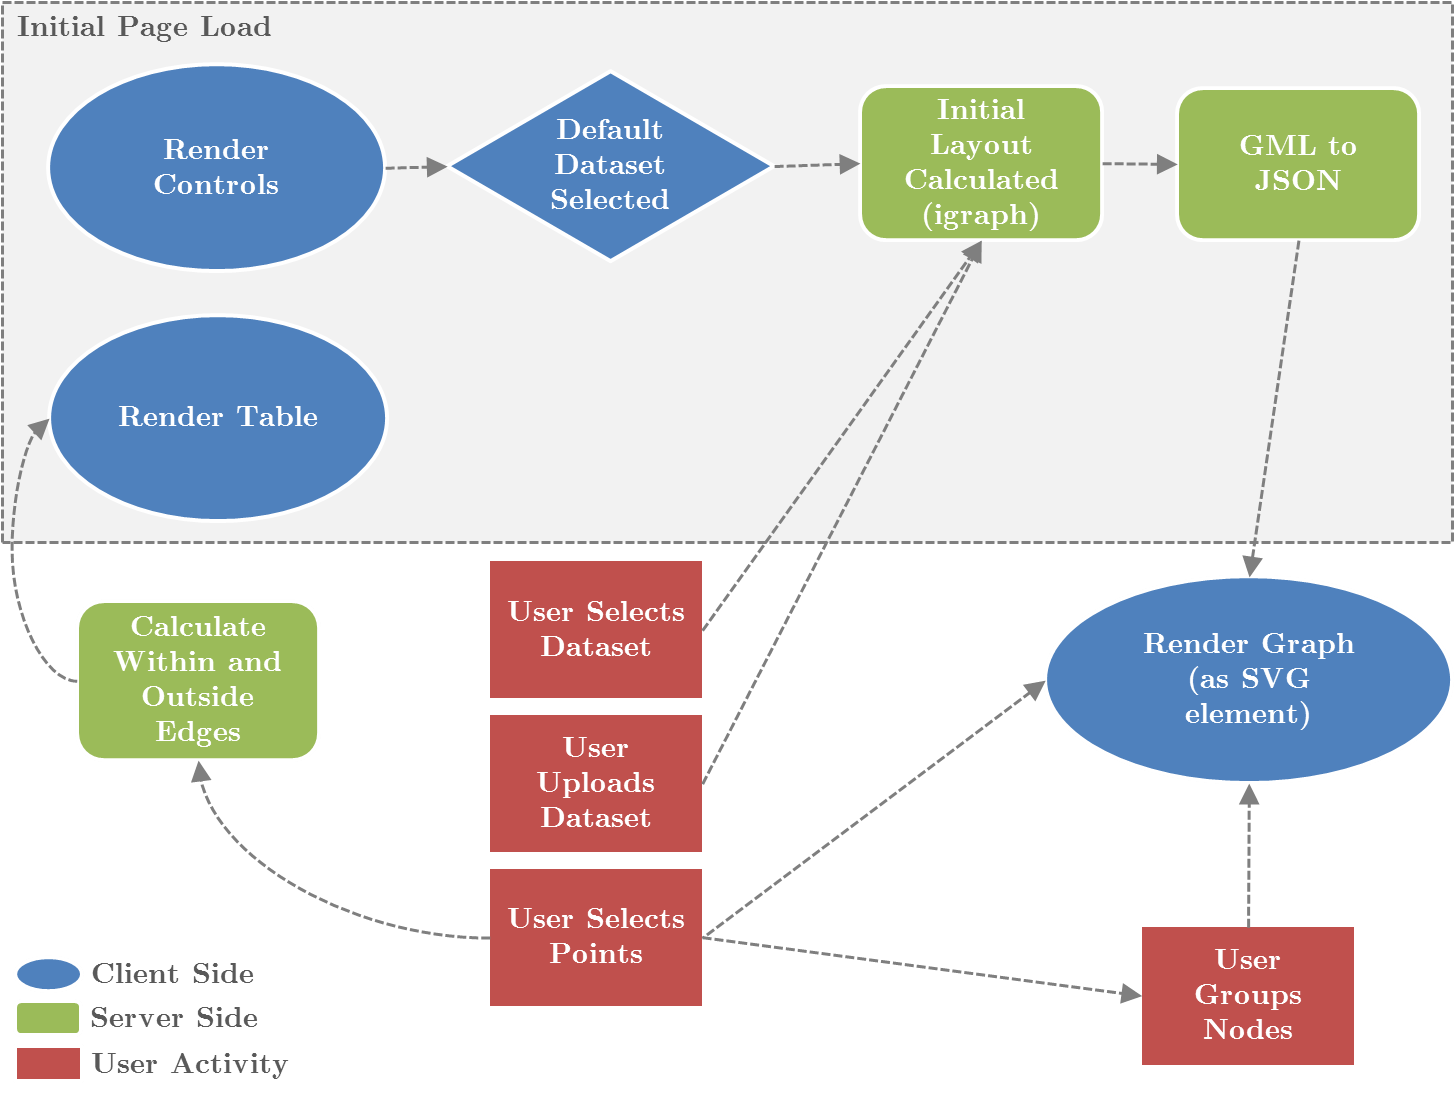 Initial Page Load
Render
Controls
Default
Dataset
Selected
Initial
Layout
Calculated
(igraph)
GML to
JSON
Render Table
User Selects
Dataset
Calculate
Within and
Outside
Edges
Render Graph
(as SVG
element)
User
Uploads
Dataset
User Selects
Points
User
Groups
Nodes
Client Side
Server Side
User Activity